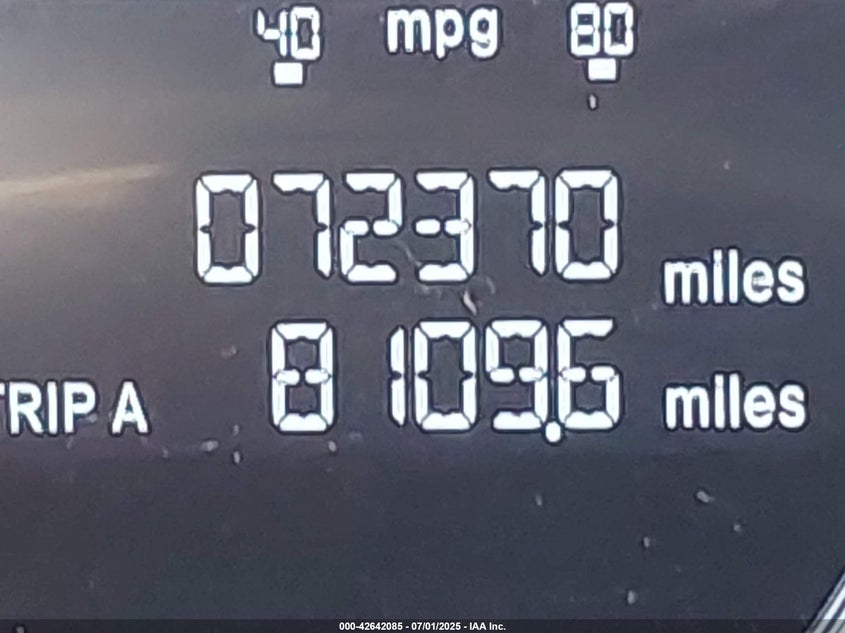 40 mpg 80
072370 miles
TRIP A 8109.6 miles
000-42642085 - 07/01/2025 - IAA Inc.